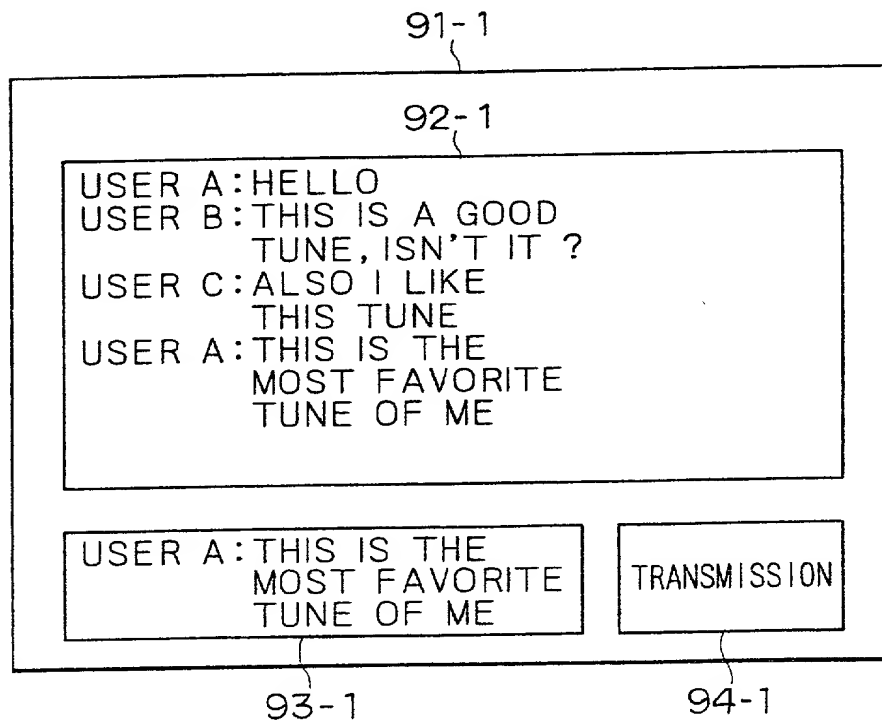 91-1
92-1
USER A:HELLO
USER B:THIS IS A GOOD
TUNE, ISN'T IT ?
USER C:ALSO I LIKE
THIS TUNE
USER A:THIS IS THE
MOST FAVORITE
TUNE OF ME
USER A:THIS IS THE
MOST FAVORITE
TUNE OF ME
TRANSMISSION
93-1
94-1